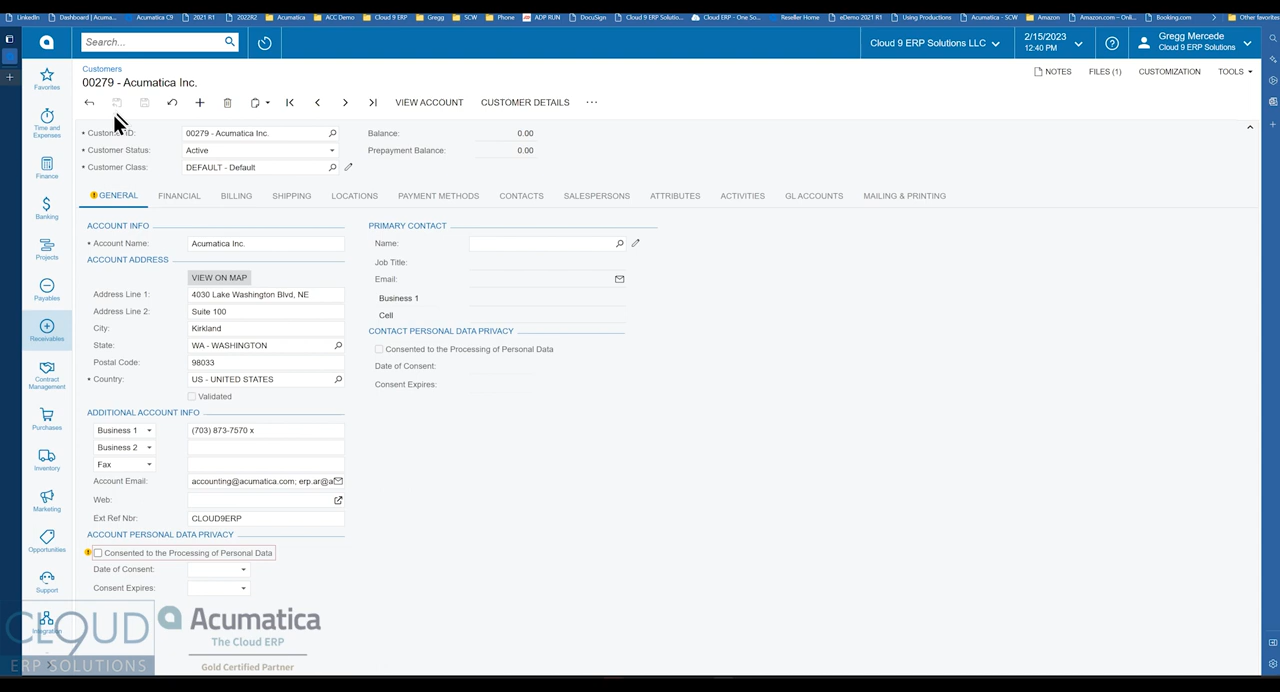 Dashboard | Acuma...
Acumatica C9
2021 R1
2022R2
Acumatica
ACC Demo
Cloud 9 ERP
Gregg
SCW
Phone
ADP RUN
DocuSign
Cloud 9 ERP Solutio...
Cloud ERP - One So...
Reseller Home
eDemo 2021 R1
Using Productions
Acumatica - SCW
Amazon
Amazon.com – Onli...
Booking.com
Other favorites
Search...
Cloud 9 ERP Solutions LLC
2/15/2023
12:40 PM
Gregg Mercede
Cloud 9 ERP Solutions
Customers
00279 - Acumatica Inc.
NOTES
FILES (1)
CUSTOMIZATION
TOOLS
VIEW ACCOUNT
CUSTOMER DETAILS
Favorites
Time and
Expenses
Finance
Banking
Projects
Payables
Receivables
Contract
Management
Purchases
Inventory
Marketing
Opportunities
Support
Integration
00279 - Acumatica Inc.
Balance: 0.00
Customer Status: Active
Prepayment Balance: 0.00
Customer Class: DEFAULT - Default
GENERAL
FINANCIAL
BILLING
SHIPPING
LOCATIONS
PAYMENT METHODS
CONTACTS
SALESPERSONS
ATTRIBUTES
ACTIVITIES
GL ACCOUNTS
MAILING & PRINTING
ACCOUNT INFO
Account Name: Acumatica Inc.
ACCOUNT ADDRESS
VIEW ON MAP
Address Line 1: 4030 Lake Washington Blvd, NE
Address Line 2: Suite 100
City: Kirkland
State: WA - WASHINGTON
Postal Code: 98033
Country: US - UNITED STATES
Validated
ADDITIONAL ACCOUNT INFO
Business 1 (703) 873-7570 x
Business 2
Fax
Account Email: accounting@acumatica.com; erp.ar@a
Web:
Ext Ref Nbr: CLOUD9ERP
ACCOUNT PERSONAL DATA PRIVACY
Consented to the Processing of Personal Data
Date of Consent:
Consent Expires:
PRIMARY CONTACT
Name:
Job Title:
Email:
Business 1
Cell
CONTACT PERSONAL DATA PRIVACY
Consented to the Processing of Personal Data
Date of Consent:
Consent Expires:
CLOUD 9
ERP SOLUTIONS
Acumatica
The Cloud ERP
Gold Certified Partner